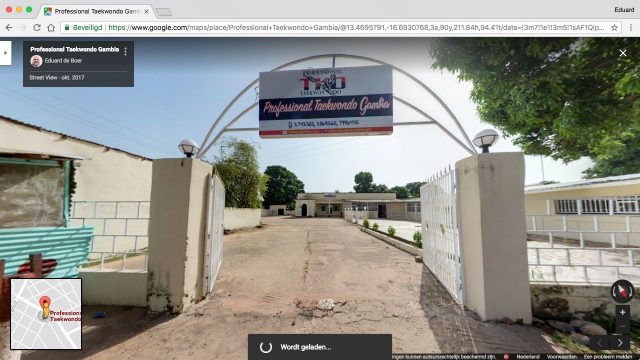 Professional Taekwondo Gamb
Eduard
Beveiligd
https://www.google.com/maps/place/Professional+Taekwondo+Gambia/@13.4695791,-16.6930768,3a,90y,211.84h,94.41t/data=!3m7!1e1!3m5!1sAF1Qip...
Professional Taekwondo Gambia
Eduard de Boer
Street View - okt. 2017
PROFESSIONAL
TKD
TAEKWONDO
Professional Taekwondo Gambia
Professional
Taekwondo
Wordt geladen...
ngen kunnen auteursrechtelijk beschermd zijn.
Nederland
Voorwaarden
Een probleem melden